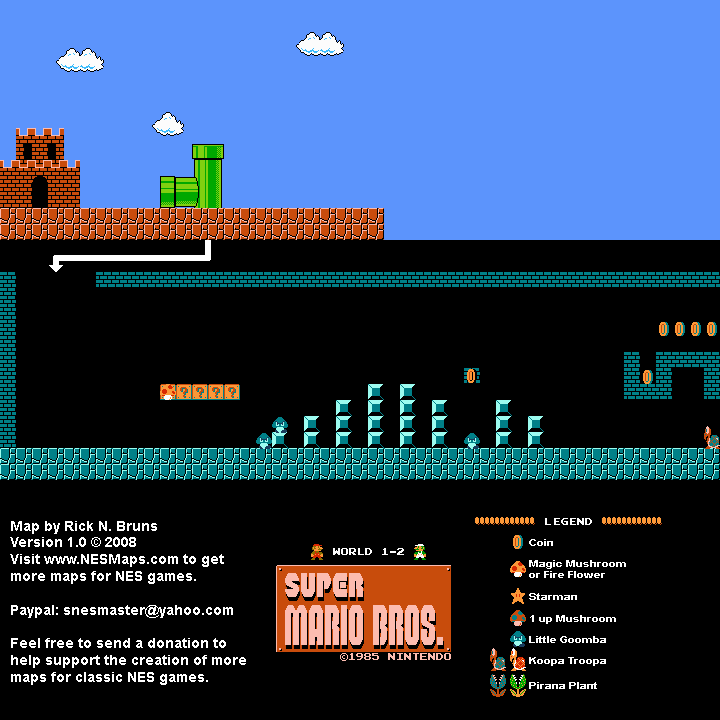 ? ? ? ?
Map by Rick N. Bruns
Version 1.0 © 2008
Visit www.NESMaps.com to get
more maps for NES games.
Paypal: snesmaster@yahoo.com
Feel free to send a donation to
help support the creation of more
maps for classic NES games.
WORLD 1-2
SUPER
MARIO BROS.
©1985 NINTENDO
LEGEND
Coin
Magic Mushroom
or Fire Flower
Starman
1 up Mushroom
Little Goomba
Koopa Troopa
Pirana Plant